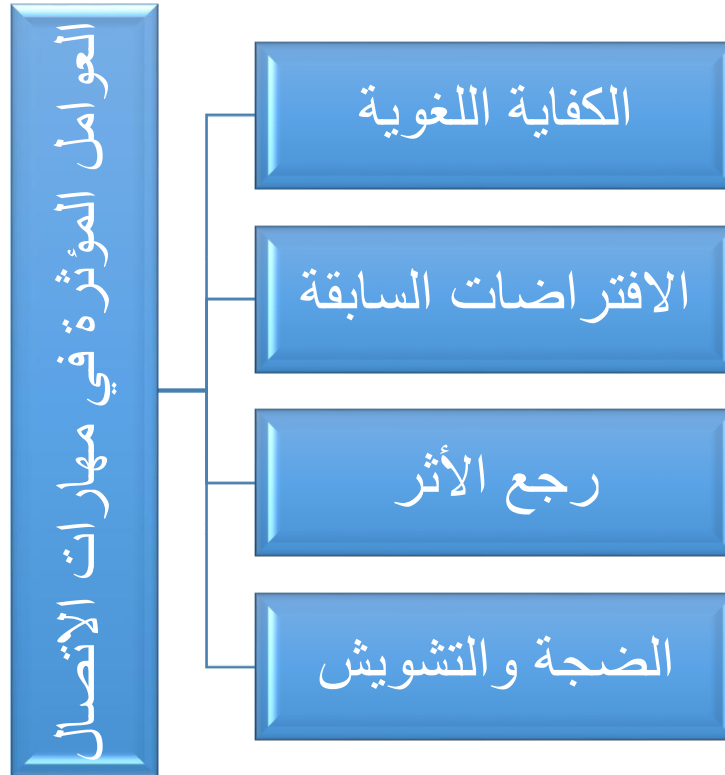 العوامل المؤثرة في مهارات الاتصال
الكفاية اللغوية
الافتراضات السابقة
رجع الأثر
الضجة والتشويش